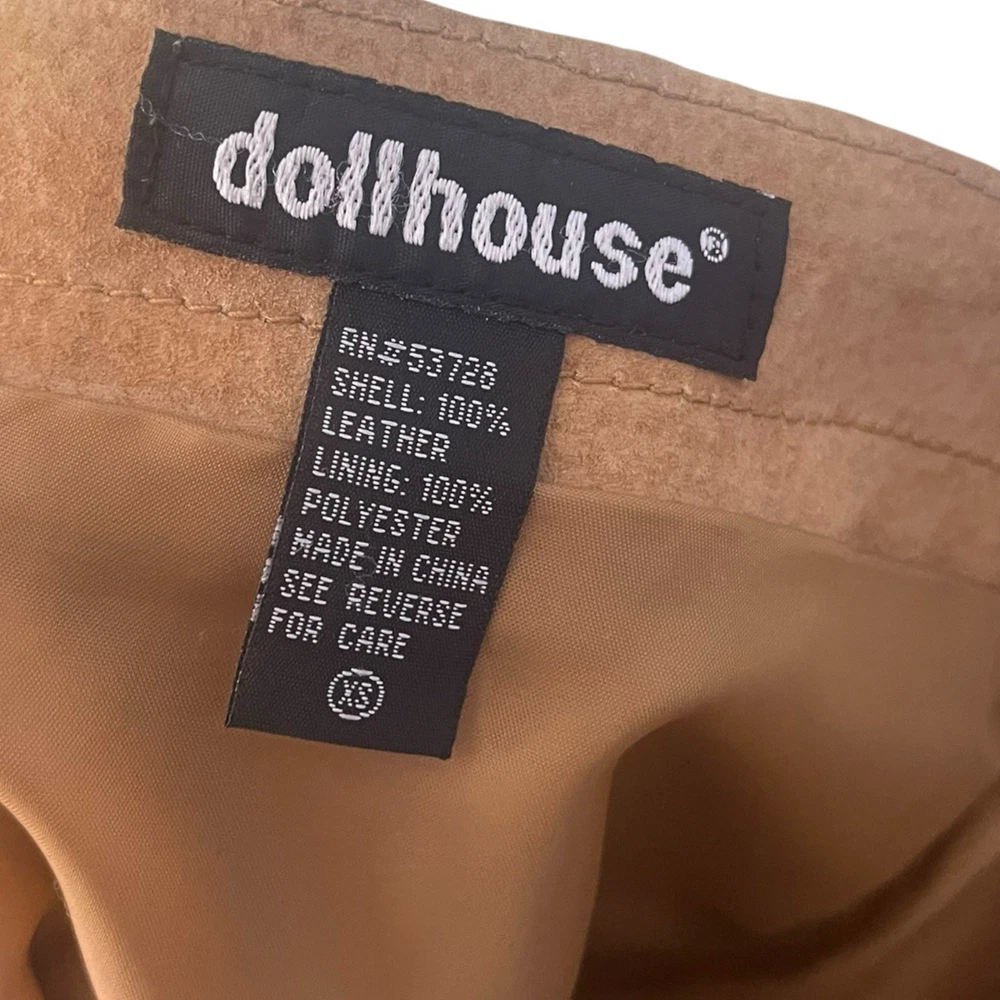 dollhouse®
RN#53728
SHELL: 100%
LEATHER
LINING: 100%
POLYESTER
MADE IN CHINA
SEE REVERSE
FOR CARE
XS